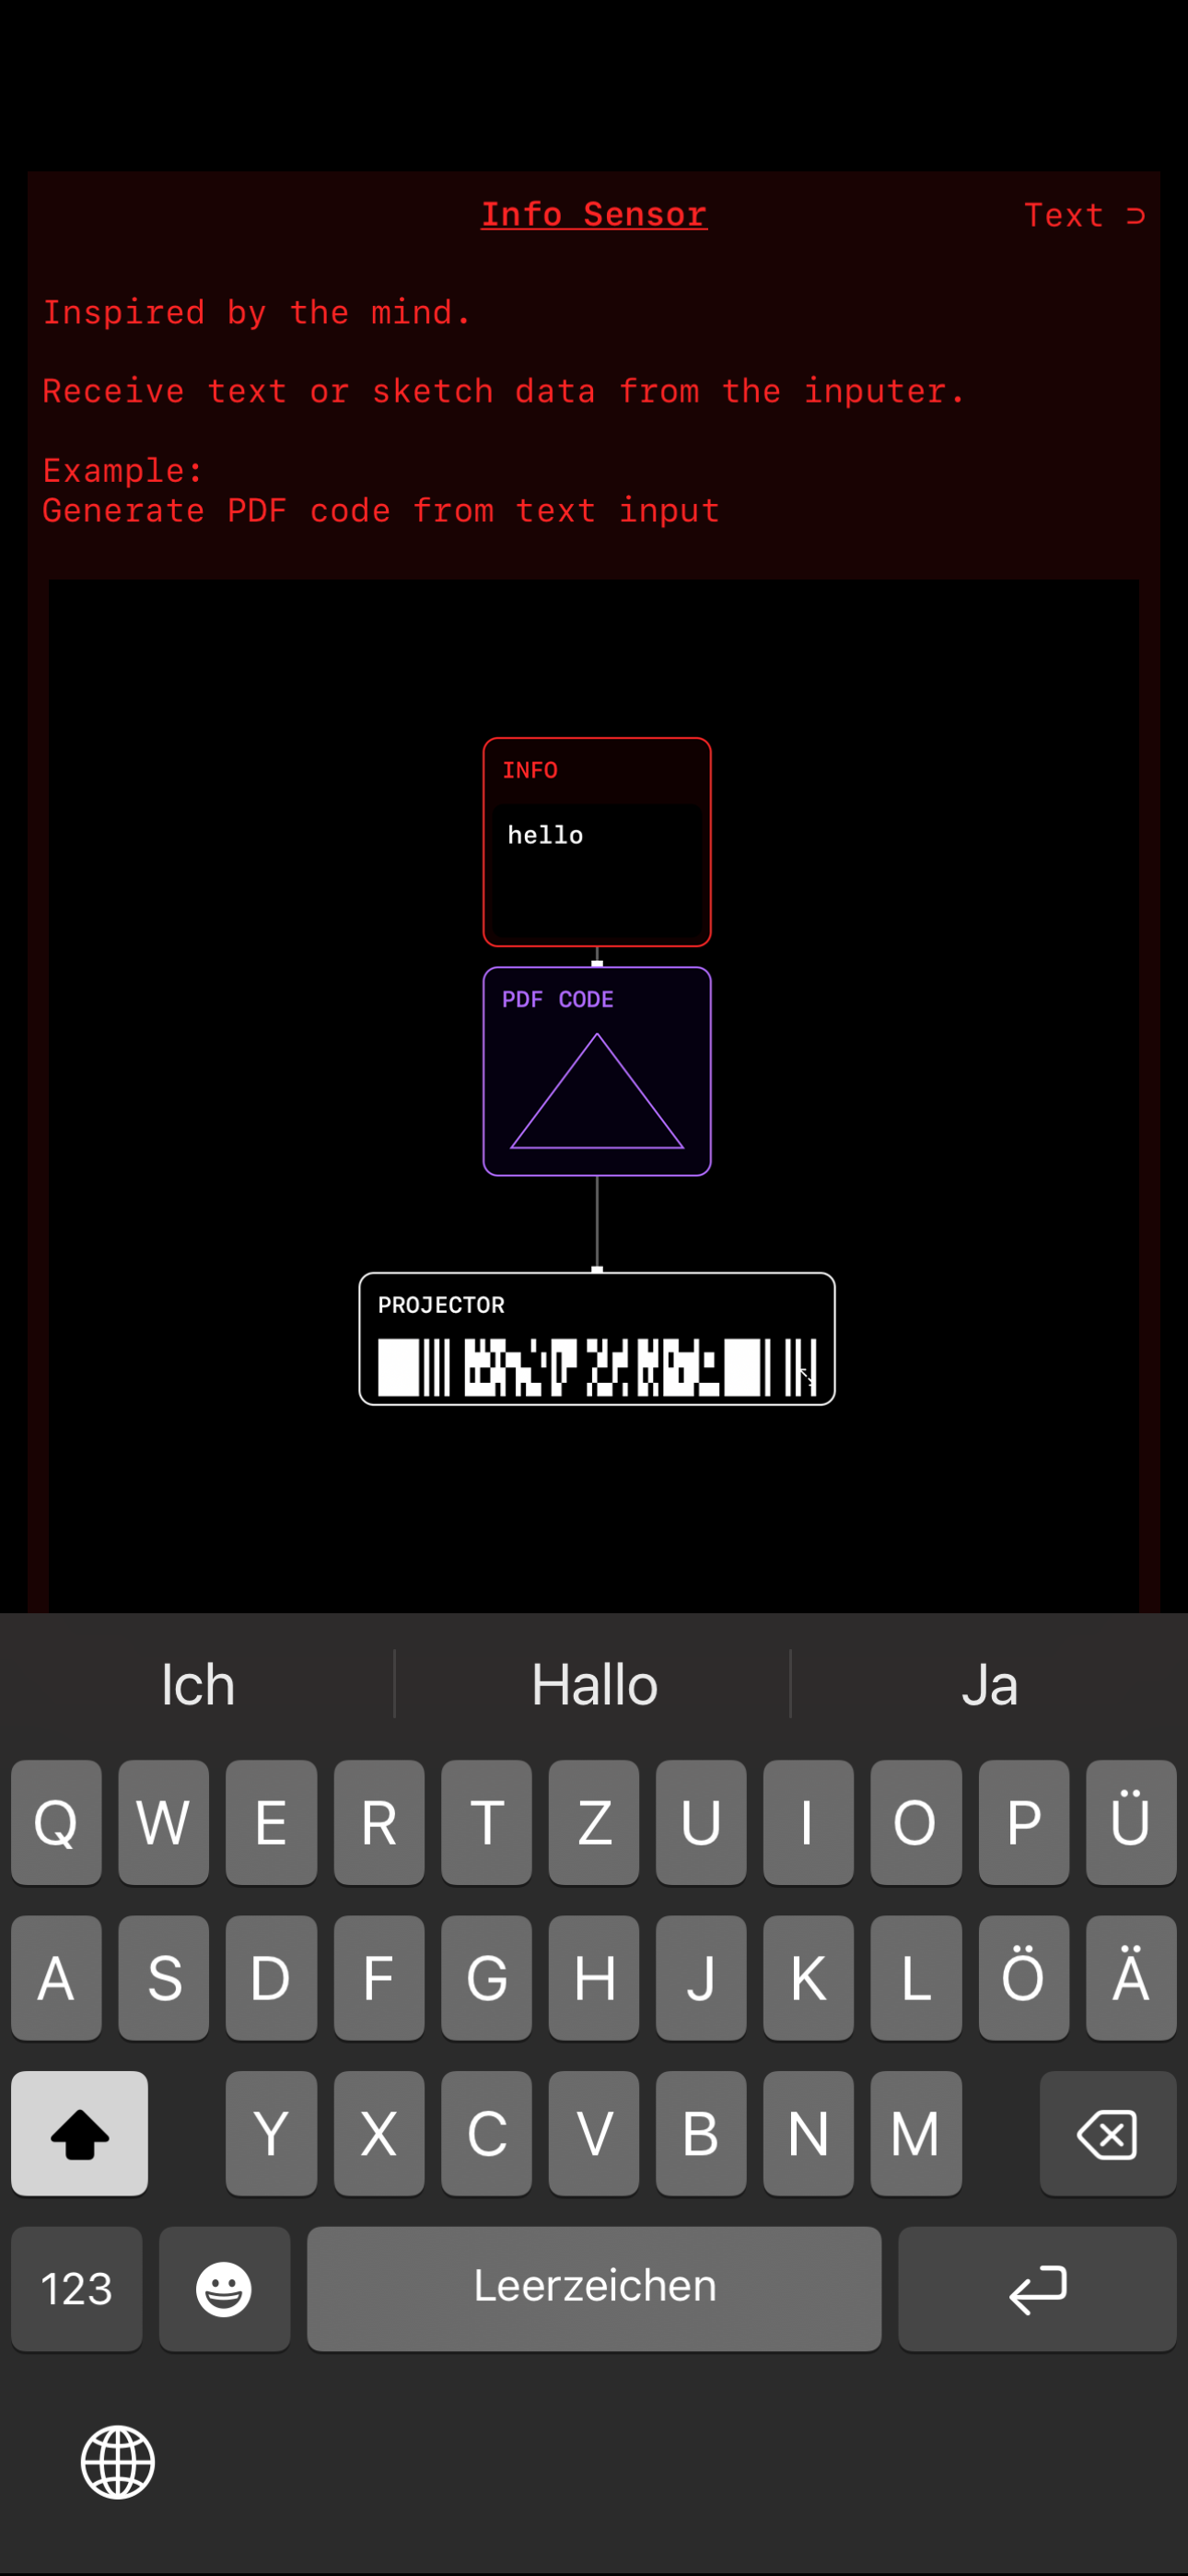 Info Sensor
Text ⊃
Inspired by the mind.
Receive text or sketch data from the inputer.
Example:
Generate PDF code from text input
INFO
hello
PDF CODE
PROJECTOR
Ich Hallo Ja
Q W E R T Z U I O P Ü
A S D F G H J K L Ö Ä
Y X C V B N M
123 Leerzeichen